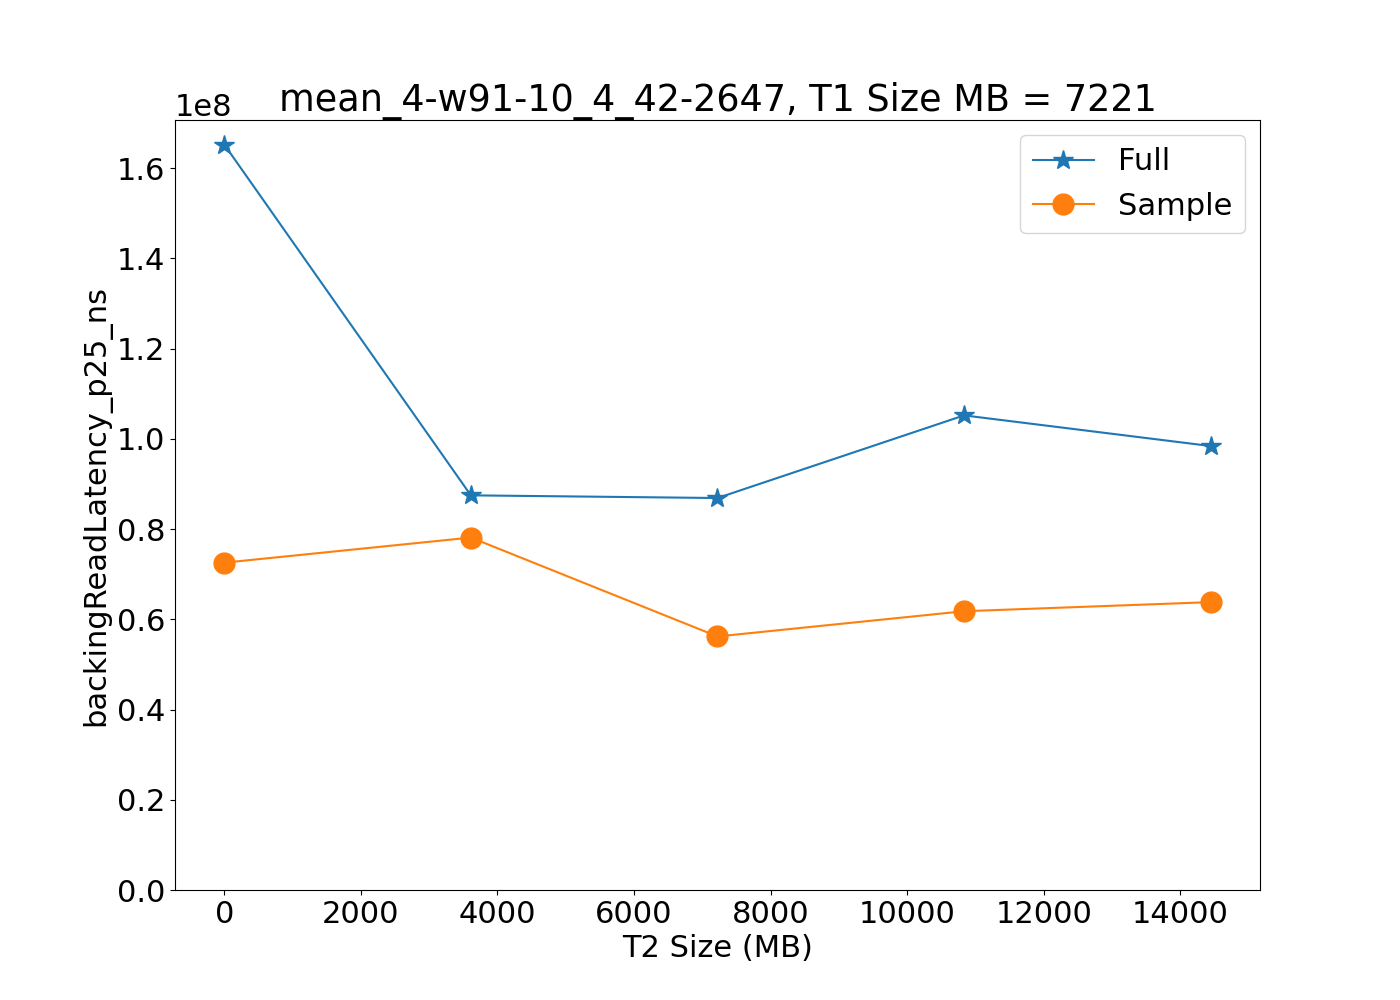 mean_4-w91-10_4_42-2647, T1 Size MB = 7221
1e8
Full
Sample
backingReadLatency_p25_ns
1.6
1.4
1.2
1.0
0.8
0.6
0.4
0.2
0.0
0 2000 4000 6000 8000 10000 12000 14000
T2 Size (MB)